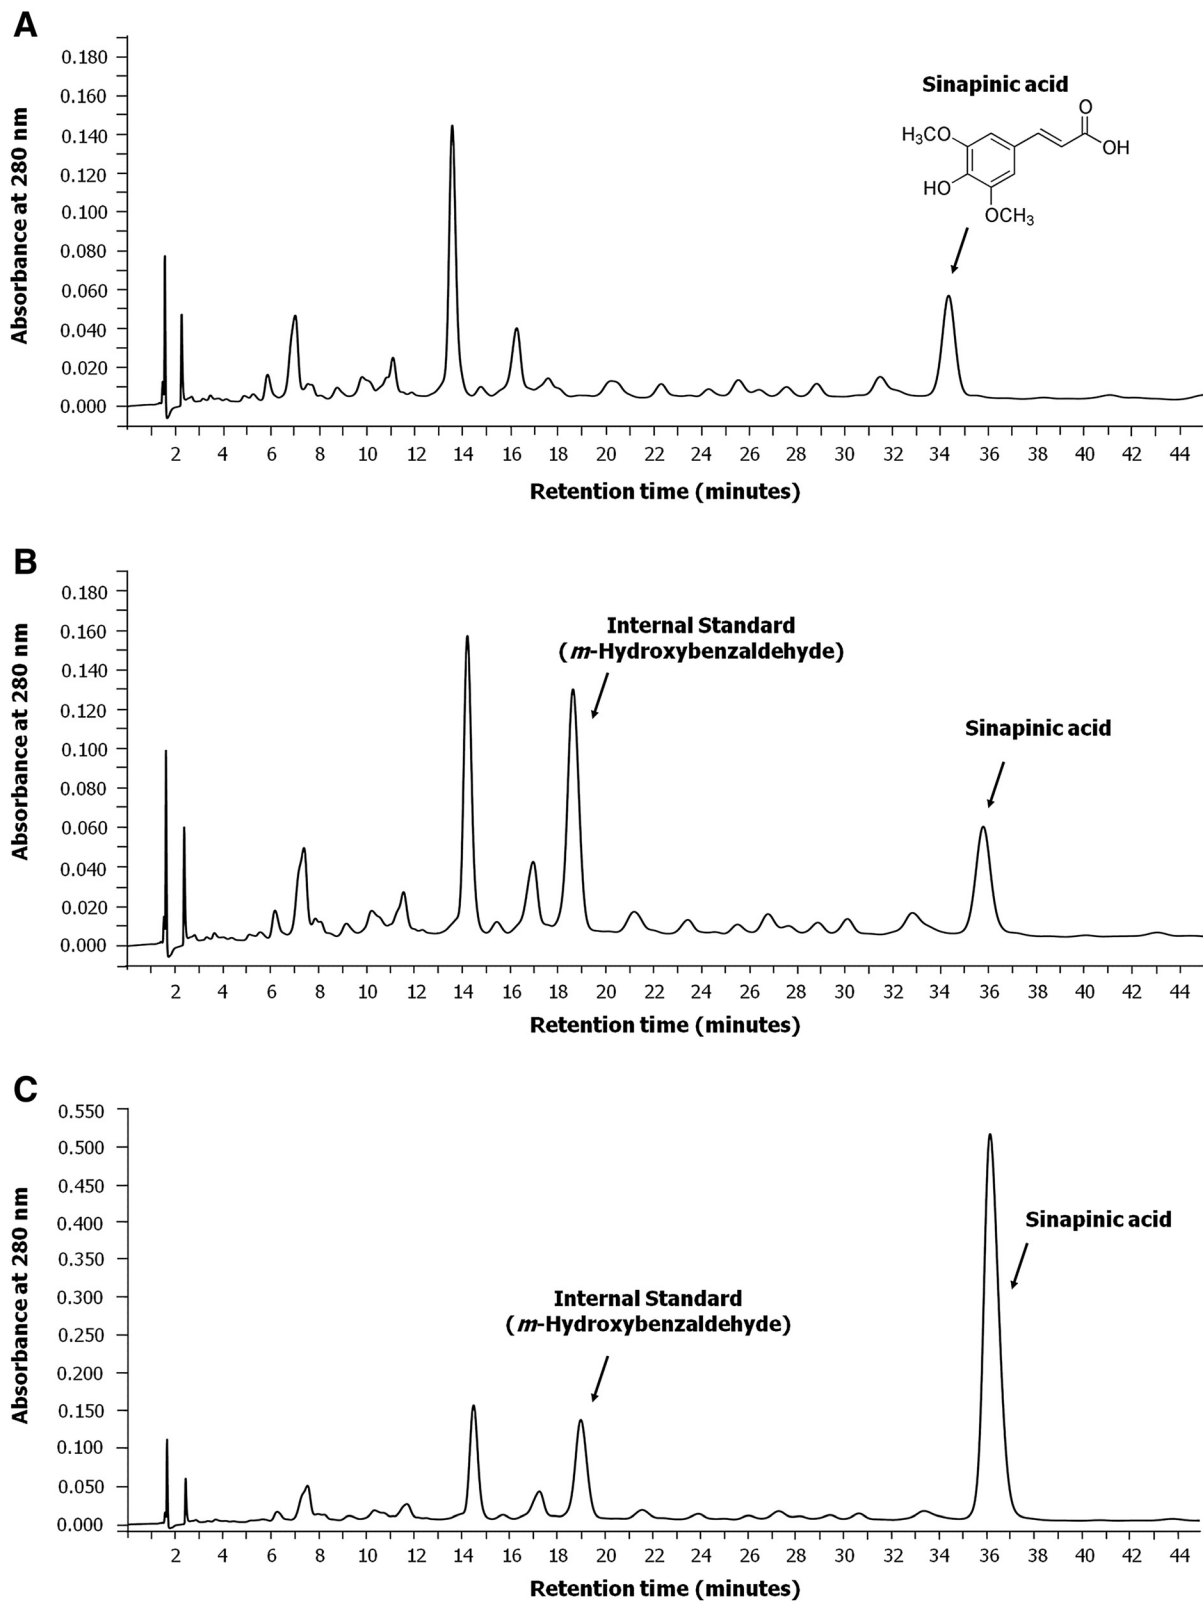 A
0.180
0.160
0.140
0.120
0.100
0.080
0.060
0.040
0.020
0.000
Absorbance at 280 nm
Sinapinic acid
O
H₃CO
OH
HO
OCH₃
2 4 6 8 10 12 14 16 18 20 22 24 26 28 30 32 34 36 38 40 42 44
Retention time (minutes)
B
0.180
0.160
0.140
0.120
0.100
0.080
0.060
0.040
0.020
0.000
Absorbance at 280 nm
Internal Standard
(m-Hydroxybenzaldehyde)
Sinapinic acid
2 4 6 8 10 12 14 16 18 20 22 24 26 28 30 32 34 36 38 40 42 44
Retention time (minutes)
C
0.550
0.500
0.450
0.400
0.350
0.300
0.250
0.200
0.150
0.100
0.050
0.000
Absorbance at 280 nm
Sinapinic acid
Internal Standard
(m-Hydroxybenzaldehyde)
2 4 6 8 10 12 14 16 18 20 22 24 26 28 30 32 34 36 38 40 42 44
Retention time (minutes)